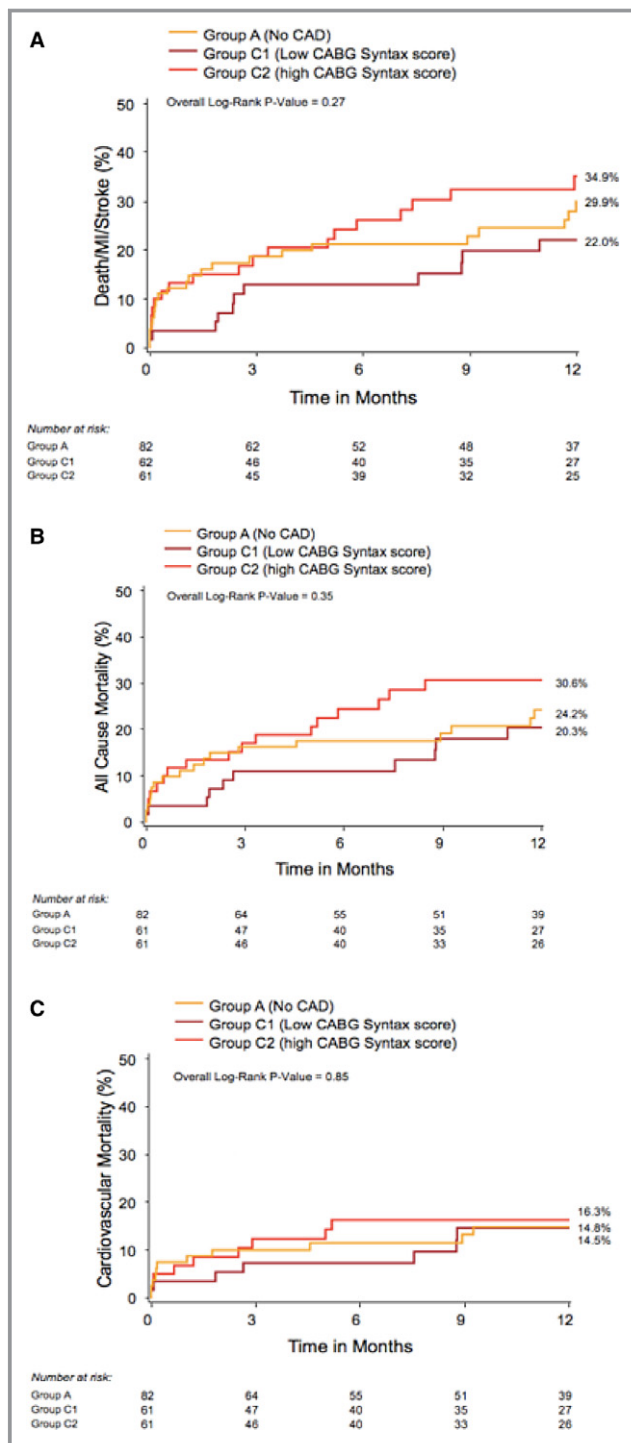 A
Group A (No CAD)
Group C1 (Low CABG Syntax score)
Group C2 (high CABG Syntax score)
Overall Log-Rank P-Value = 0.27
Death/MI/Stroke (%)
50
40
30
20
10
0
34.9%
29.9%
22.0%
0 3 6 9 12
Time in Months
Number at risk:
Group A 82 62 52 48 37
Group C1 62 46 40 35 27
Group C2 61 45 39 32 25
B
Group A (No CAD)
Group C1 (Low CABG Syntax score)
Group C2 (high CABG Syntax score)
Overall Log-Rank P-Value = 0.35
All Cause Mortality (%)
50
40
30
20
10
0
30.6%
24.2%
20.3%
0 3 6 9 12
Time in Months
Number at risk:
Group A 82 64 55 51 39
Group C1 61 47 40 35 27
Group C2 61 46 40 33 26
C
Group A (No CAD)
Group C1 (Low CABG Syntax score)
Group C2 (high CABG Syntax score)
Overall Log-Rank P-Value = 0.85
Cardiovascular Mortality (%)
50
40
30
20
10
0
16.3%
14.8%
14.5%
0 3 6 9 12
Time in Months
Number at risk:
Group A 82 64 55 51 39
Group C1 61 47 40 35 27
Group C2 61 46 40 33 26